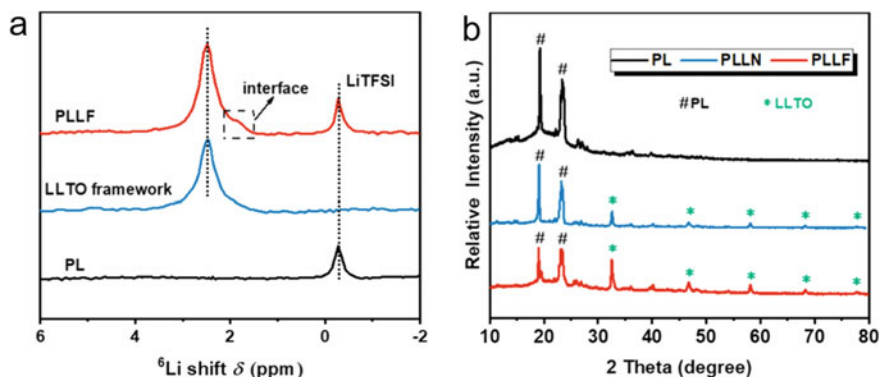 a
PLLF
interface
LiTFSI
LLTO framework
PL
6 4 2 0 -2
⁶Li shift δ (ppm)
b
Relative Intensity (a.u.)
PL PLLN PLLF
#PL * LLTO
# #
# # * * * * *
# # * * * * *
10 20 30 40 50 60 70 80
2 Theta (degree)